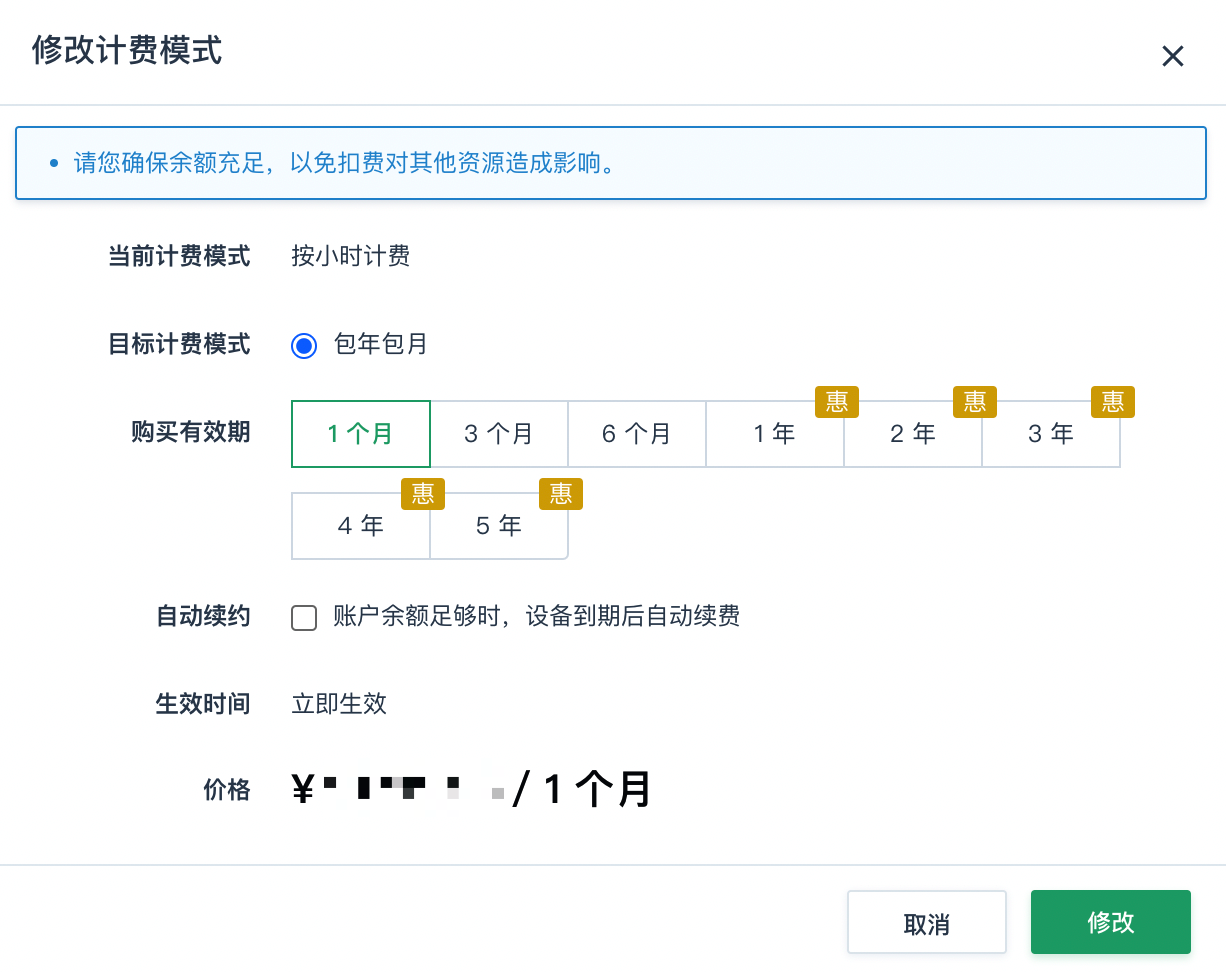 修改计费模式
请您确保余额充足，以免扣费对其他资源造成影响。
当前计费模式 按小时计费
目标计费模式 包年包月
购买有效期 1 个月 3 个月 6 个月 1 年 惠 2 年 惠 3 年 惠
4 年 惠 5 年 惠
自动续约 账户余额足够时，设备到期后自动续费
生效时间 立即生效
价格 ¥ / 1 个月
取消 修改